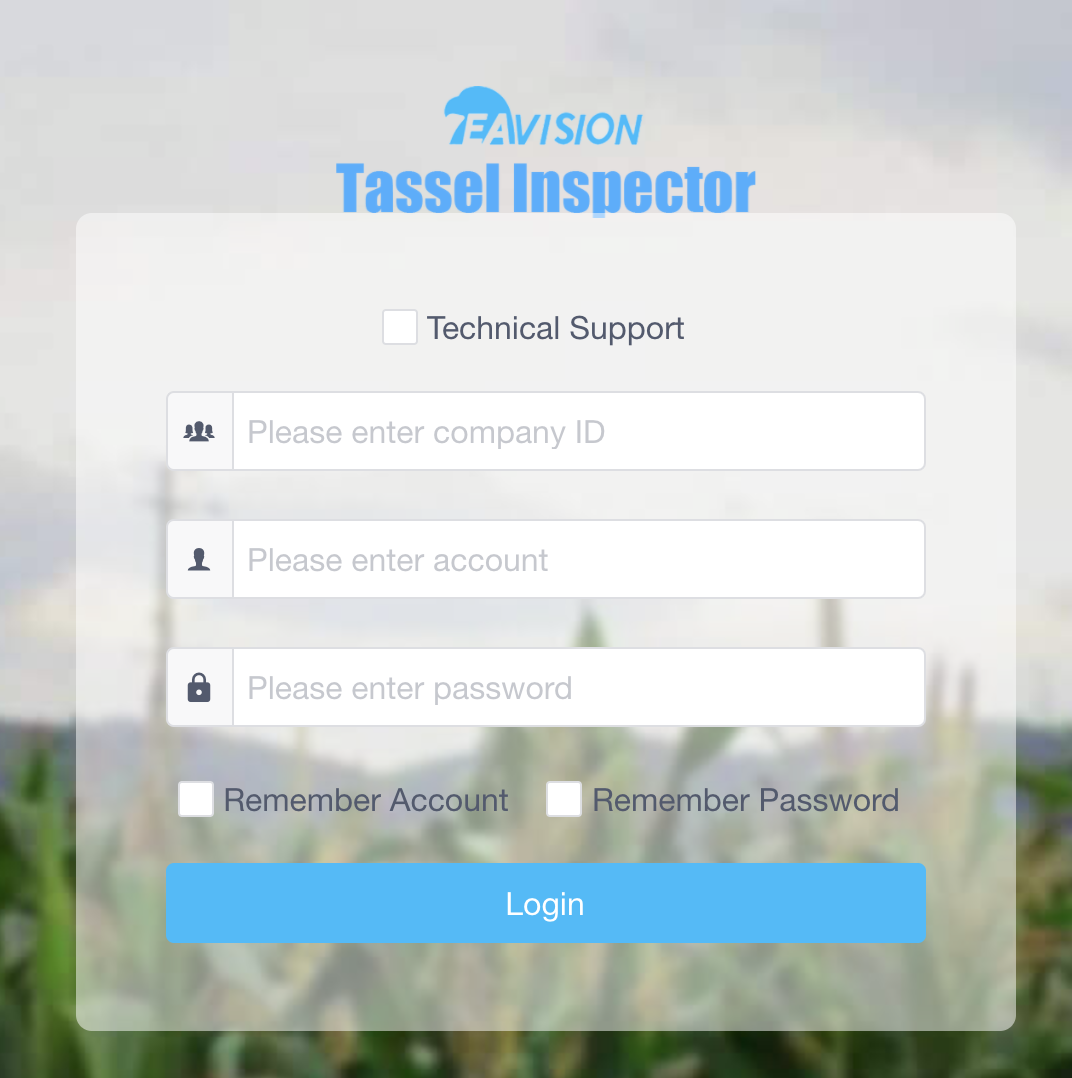 EAVISION
Tassel Inspector
Technical Support
Please enter company ID
Please enter account
Please enter password
Remember Account Remember Password
Login